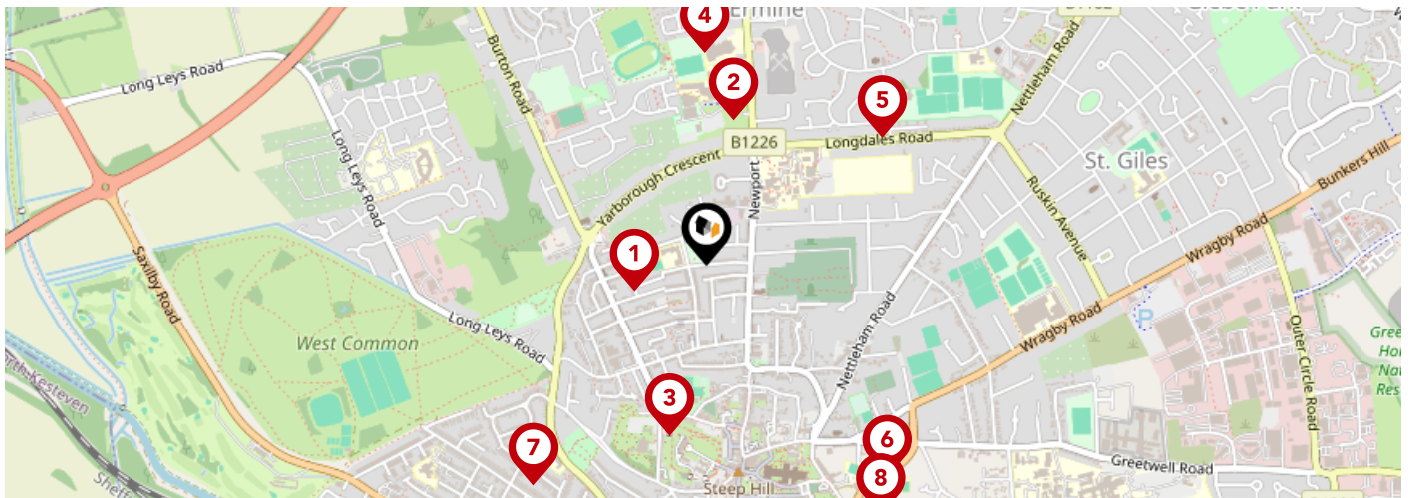 4
Ermine
Burton Road
Nettleham Road
Long Leys Road
2
5
B1226
Longdales Road
Long Leys Road
Yarborough Crescent
Newport
St. Giles
Bunkers Hill
Ruskin Avenue
Wragby Road
1
Saxilby Road
West Common
Long Leys Road
Nettleham Road
Wragby Road
P
Outer Circle Road
3
7
6
8
Greetwell Road
Steep Hill